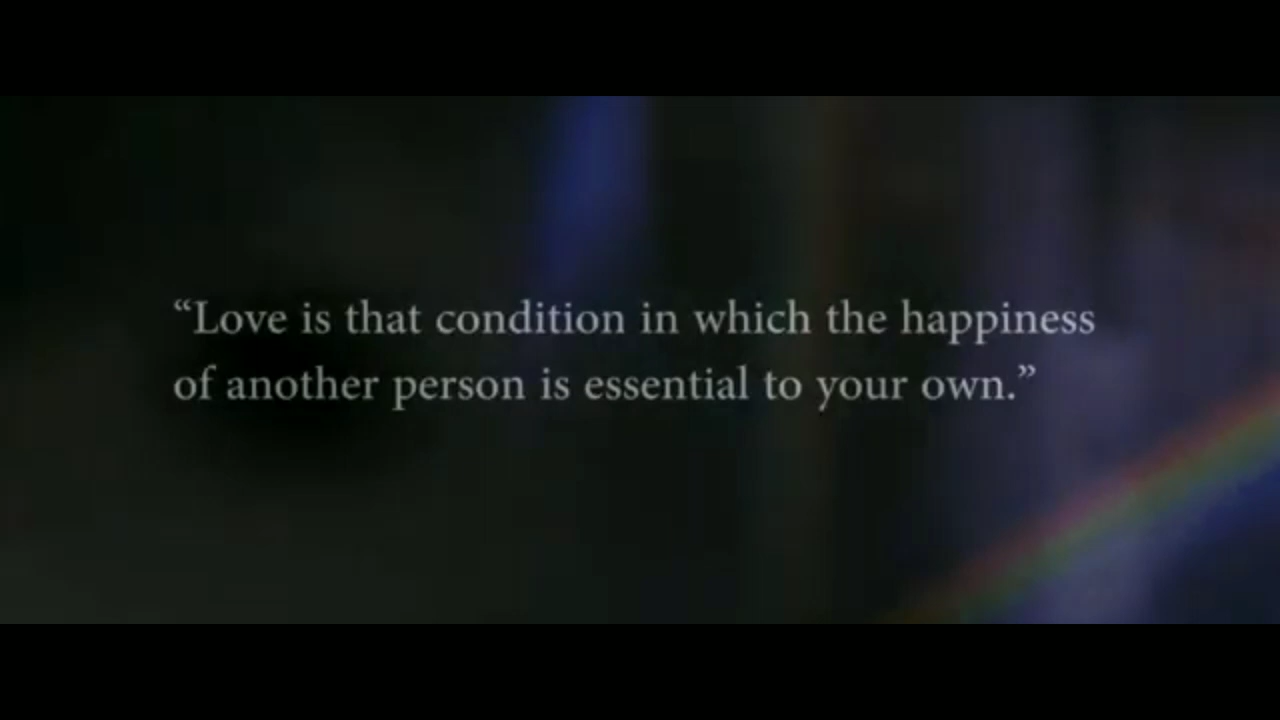 “Love is that condition in which the happiness
of another person is essential to your own.”